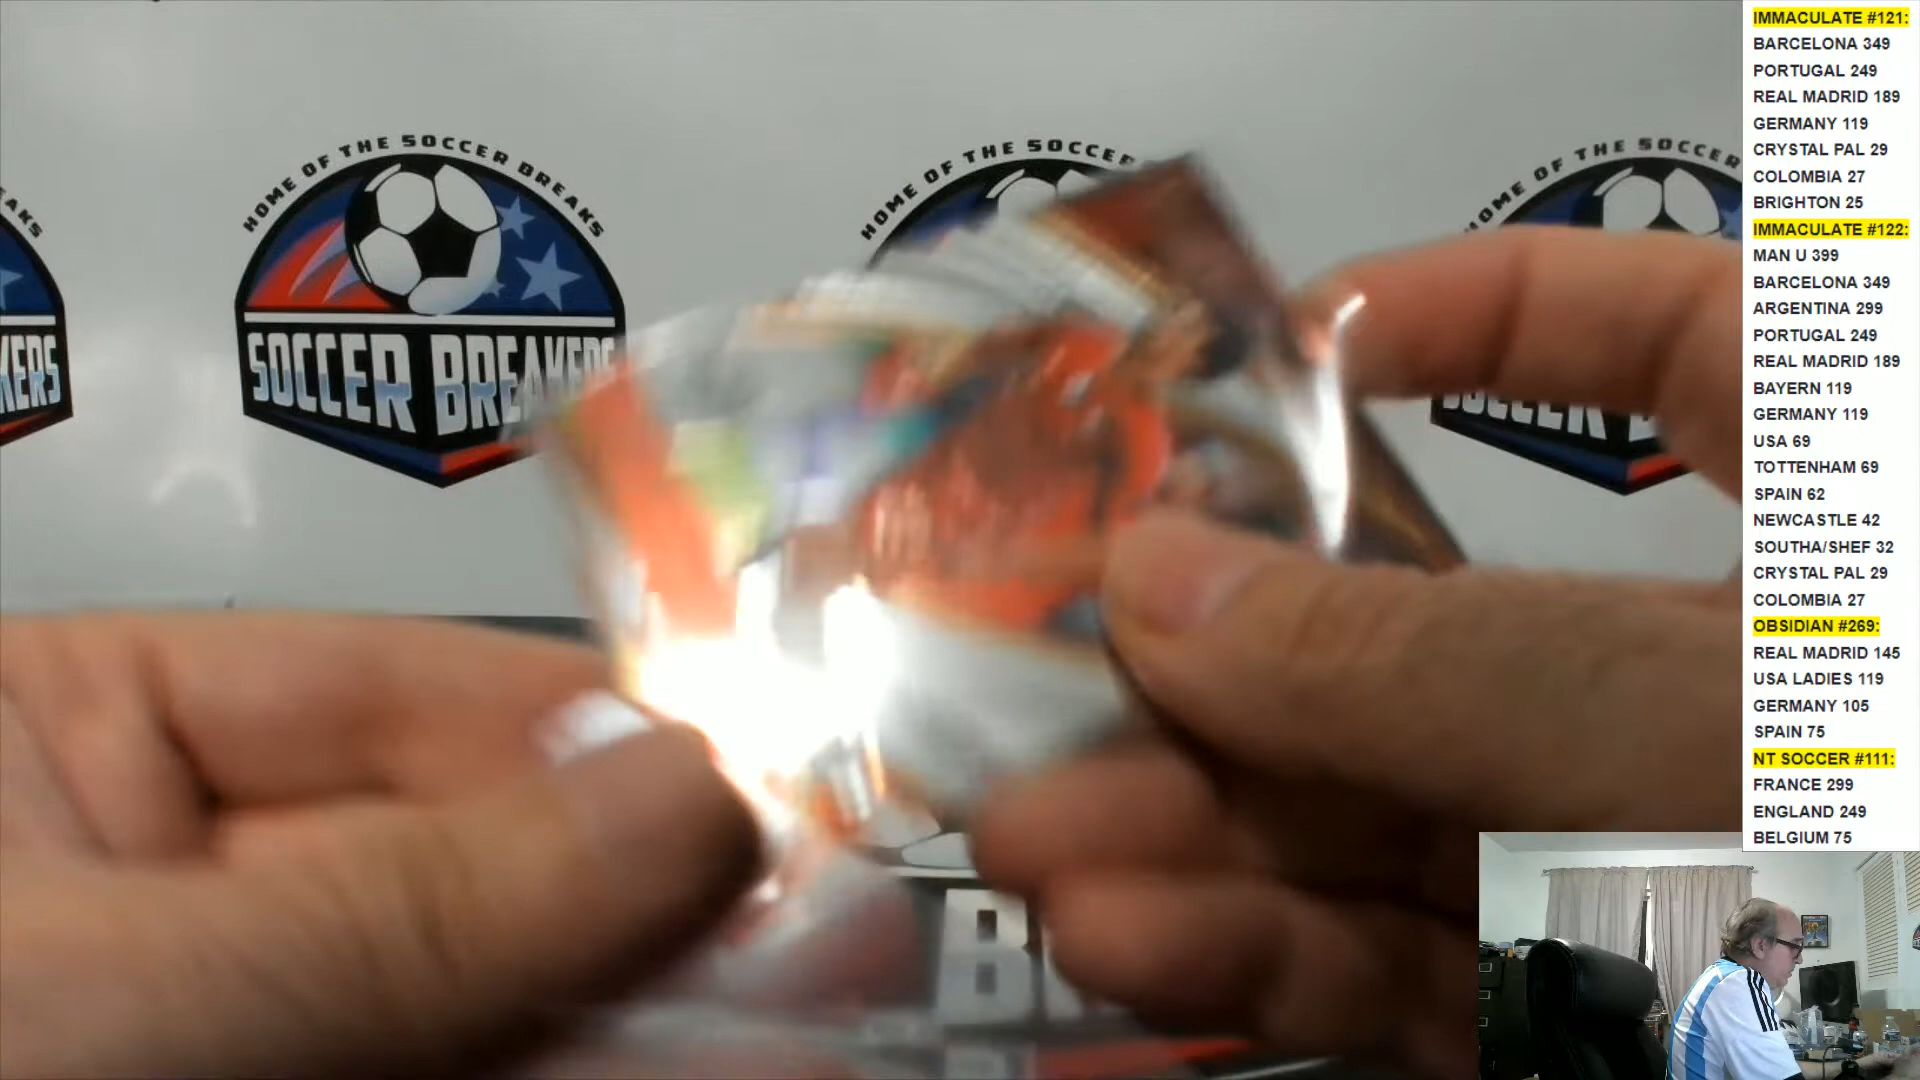 HOME OF THE SOCCER BREAKS
SOCCER BREAKERS
HOME OF THE SOCCER
HOME OF THE SOCCER
SOCCER
AKS
KERS
B
IMMACULATE #121:
BARCELONA 349
PORTUGAL 249
REAL MADRID 189
GERMANY 119
CRYSTAL PAL 29
COLOMBIA 27
BRIGHTON 25
IMMACULATE #122:
MAN U 399
BARCELONA 349
ARGENTINA 299
PORTUGAL 249
REAL MADRID 189
BAYERN 119
GERMANY 119
USA 69
TOTTENHAM 69
SPAIN 62
NEWCASTLE 42
SOUTHA/SHEF 32
CRYSTAL PAL 29
COLOMBIA 27
OBSIDIAN #269:
REAL MADRID 145
USA LADIES 119
GERMANY 105
SPAIN 75
NT SOCCER #111:
FRANCE 299
ENGLAND 249
BELGIUM 75